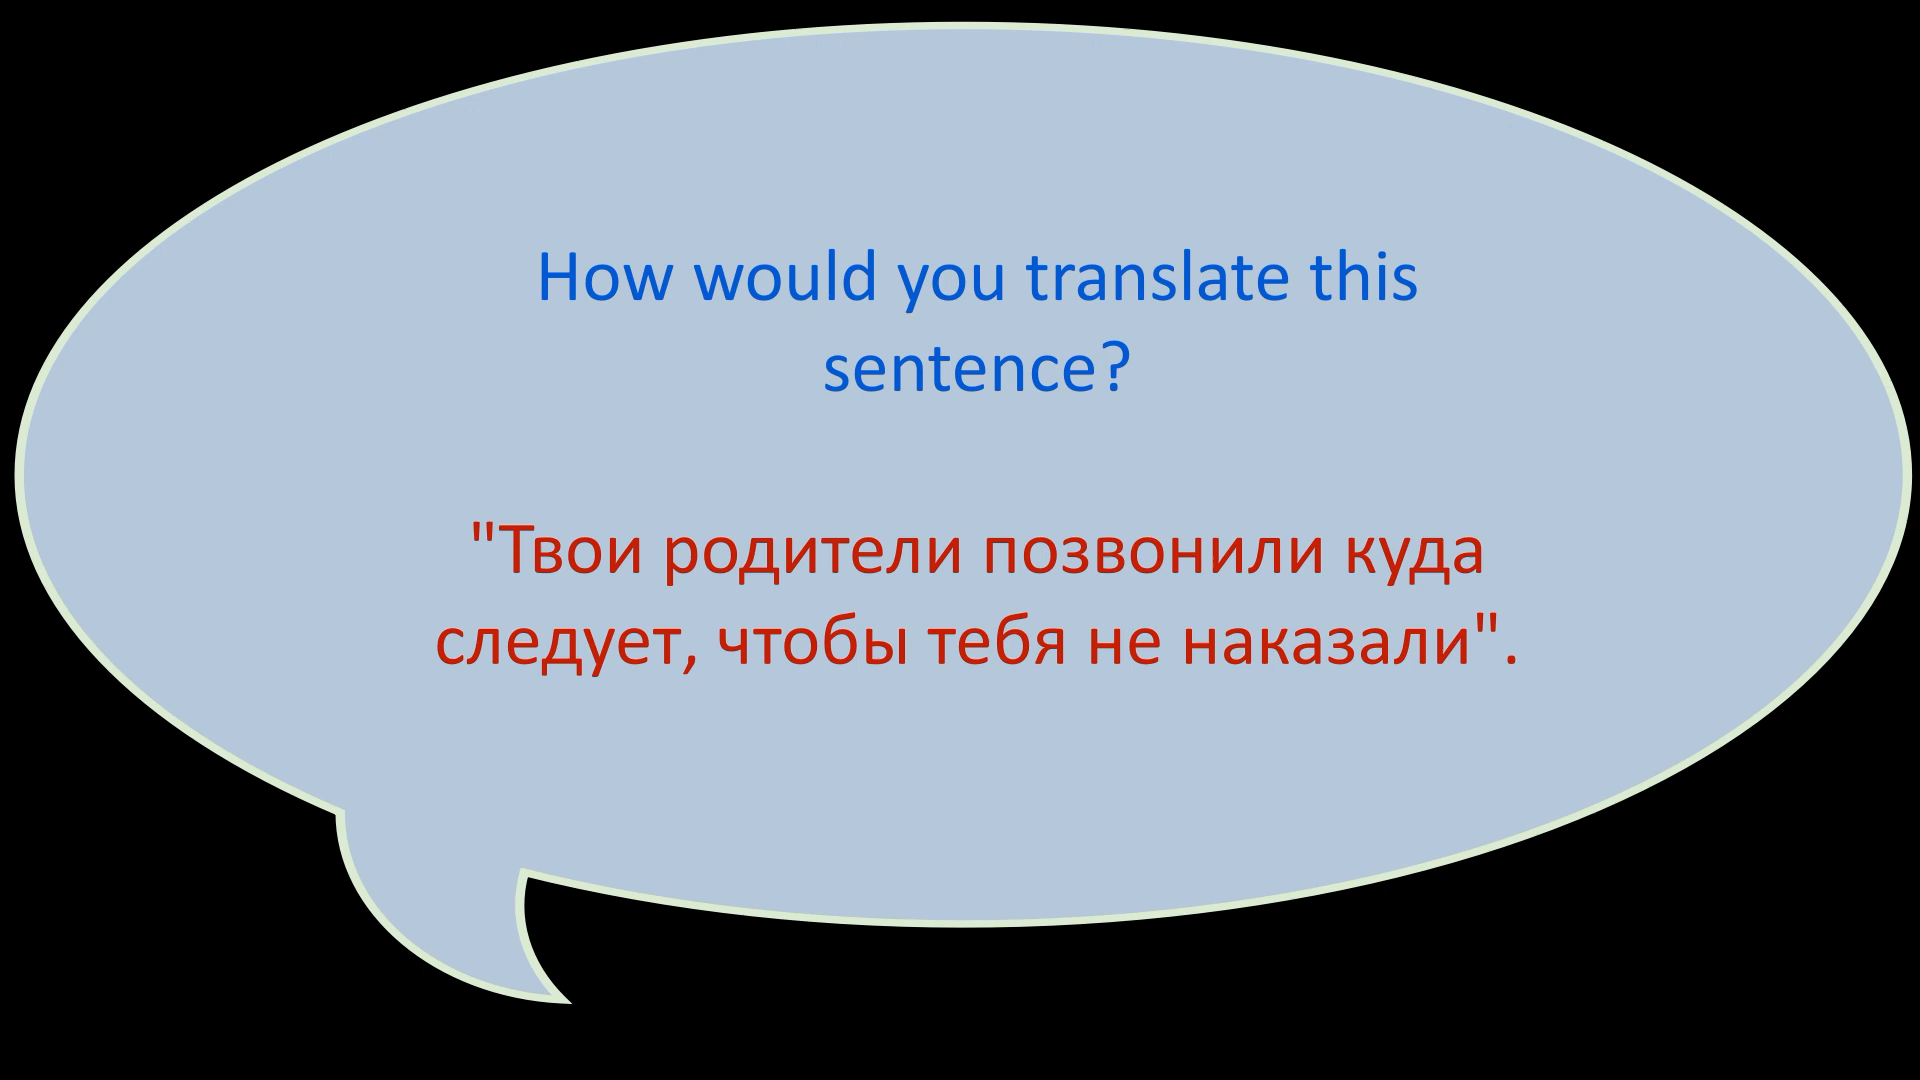 How would you translate this
sentence?
"Твои родители позвонили куда
следует, чтобы тебя не наказали".